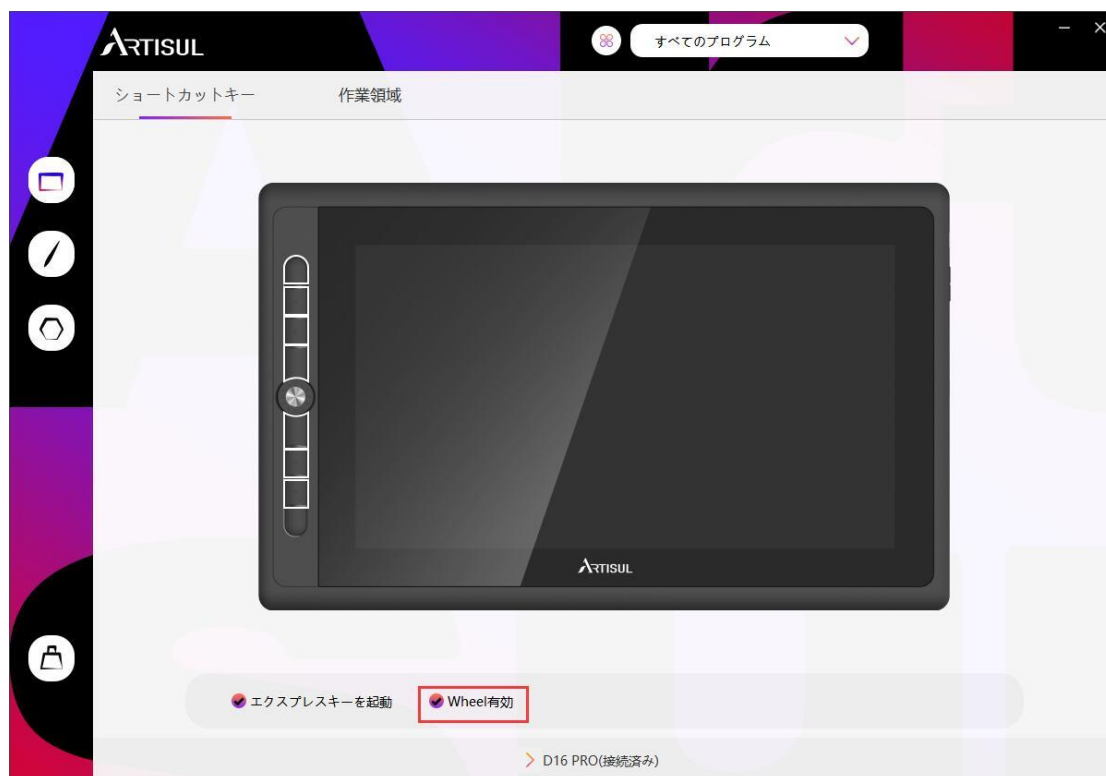 ARTISUL
すべてのプログラム
ショートカットキー 作業領域
ARTISUL
エクスプレスキーを起動 Wheel有効
D16 PRO(接続済み)